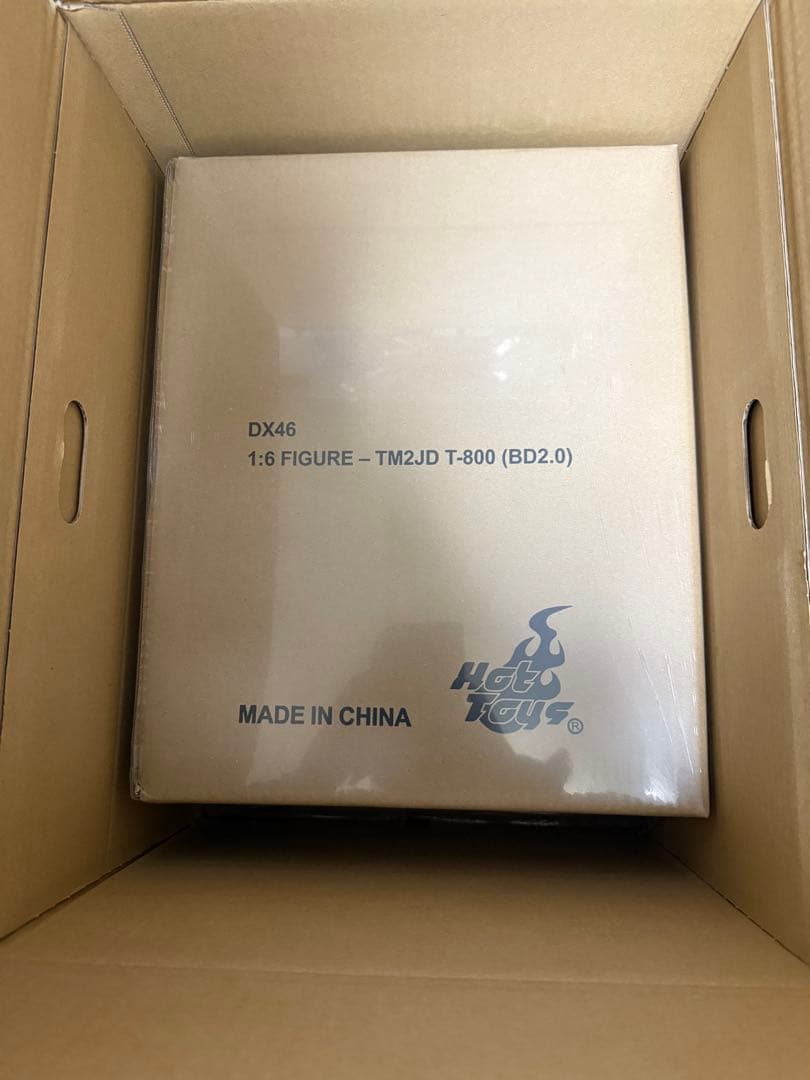 DX46
1:6 FIGURE – TM2JD T-800 (BD2.0)
Hot
Toys®
MADE IN CHINA